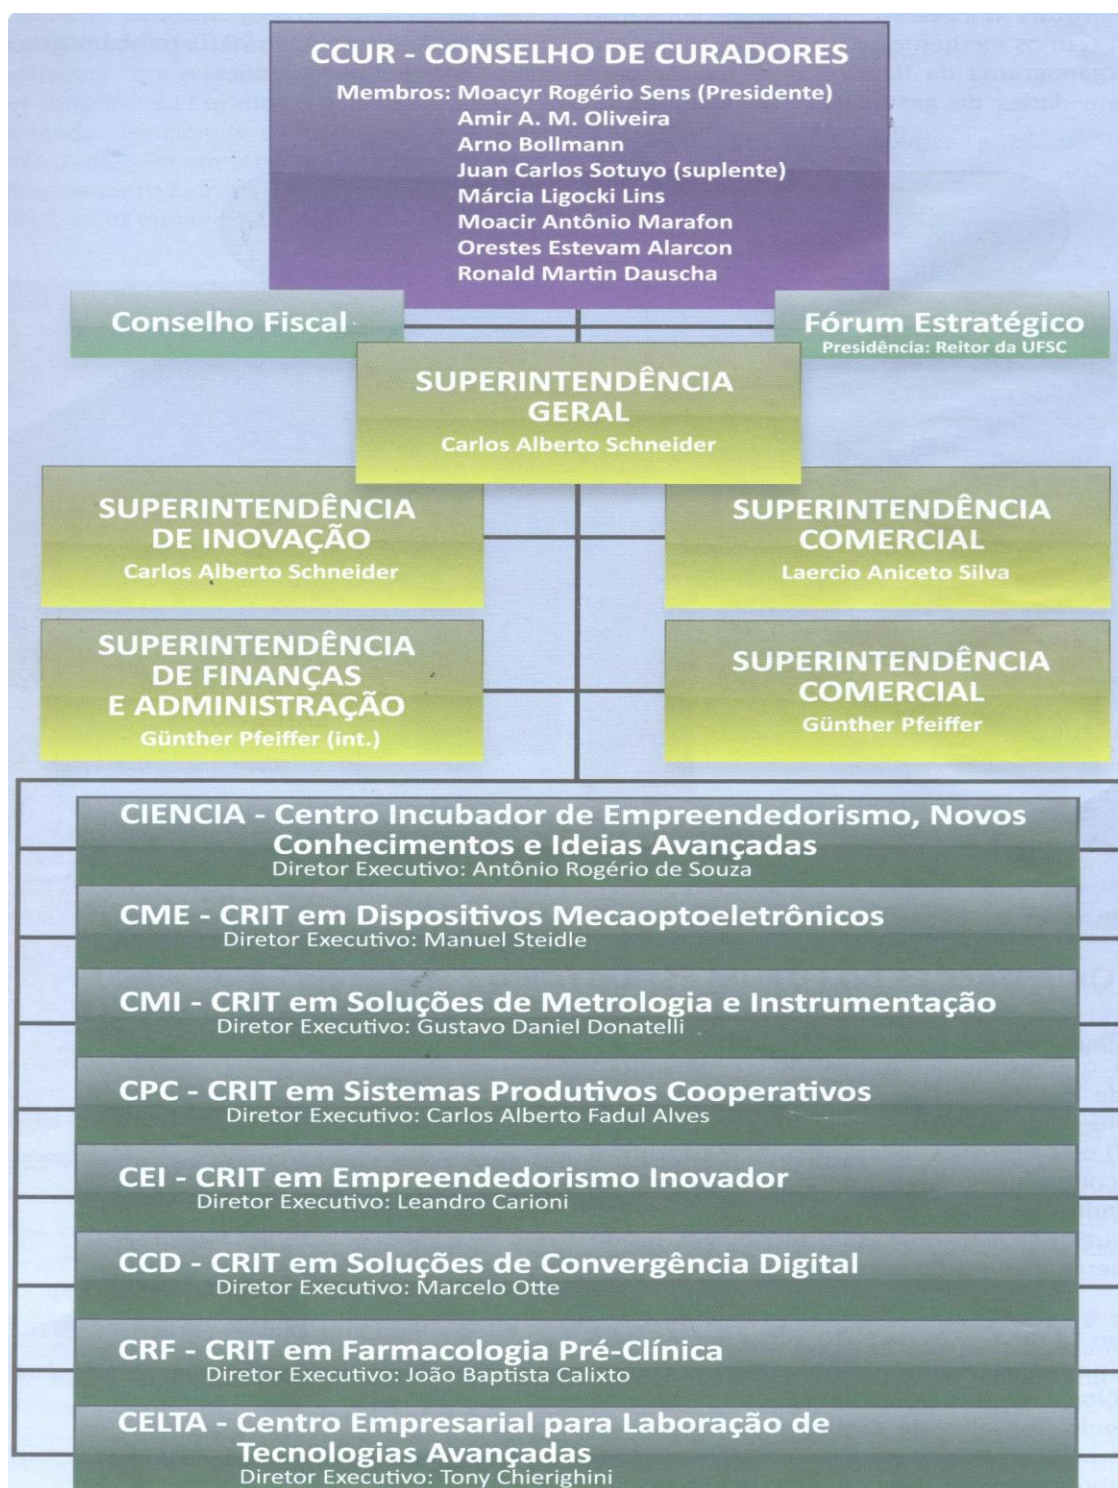 CCUR - CONSELHO DE CURADORES
Membros: Moacyr Rogério Sens (Presidente)
Amir A. M. Oliveira
Arno Bollmann
Juan Carlos Sotuyo (suplente)
Márcia Ligocki Lins
Moacir Antônio Marafon
Orestes Estevam Alarcon
Ronald Martin Dauscha
Conselho Fiscal
Fórum Estratégico
Presidência: Reitor da UFSC
SUPERINTENDÊNCIA
GERAL
Carlos Alberto Schneider
SUPERINTENDÊNCIA
DE INOVAÇÃO
Carlos Alberto Schneider
SUPERINTENDÊNCIA
COMERCIAL
Laercio Aniceto Silva
SUPERINTENDÊNCIA
DE FINANÇAS
E ADMINISTRAÇÃO
Günther Pfeiffer (int.)
SUPERINTENDÊNCIA
COMERCIAL
Günther Pfeiffer
CIENCIA - Centro Incubador de Empreendedorismo, Novos
Conhecimentos e Ideias Avançadas
Diretor Executivo: Antônio Rogério de Souza
CME - CRIT em Dispositivos Mecaoptoeletrônicos
Diretor Executivo: Manuel Steidle
CMI - CRIT em Soluções de Metrologia e Instrumentação
Diretor Executivo: Gustavo Daniel Donatelli
CPC - CRIT em Sistemas Produtivos Cooperativos
Diretor Executivo: Carlos Alberto Fadul Alves
CEI - CRIT em Empreendedorismo Inovador
Diretor Executivo: Leandro Carioni
CCD - CRIT em Soluções de Convergência Digital
Diretor Executivo: Marcelo Otte
CRF - CRIT em Farmacologia Pré-Clínica
Diretor Executivo: João Baptista Calixto
CELTA - Centro Empresarial para Laboração de
Tecnologias Avançadas
Diretor Executivo: Tony Chierighini